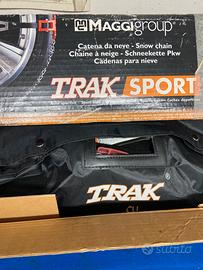 MAGGIgroup
Catena da neve - Snow chain
Chaîne à neige - Schneekette Pkw
Cadenas para nieve
TRAK SPORT
TRAK
subito